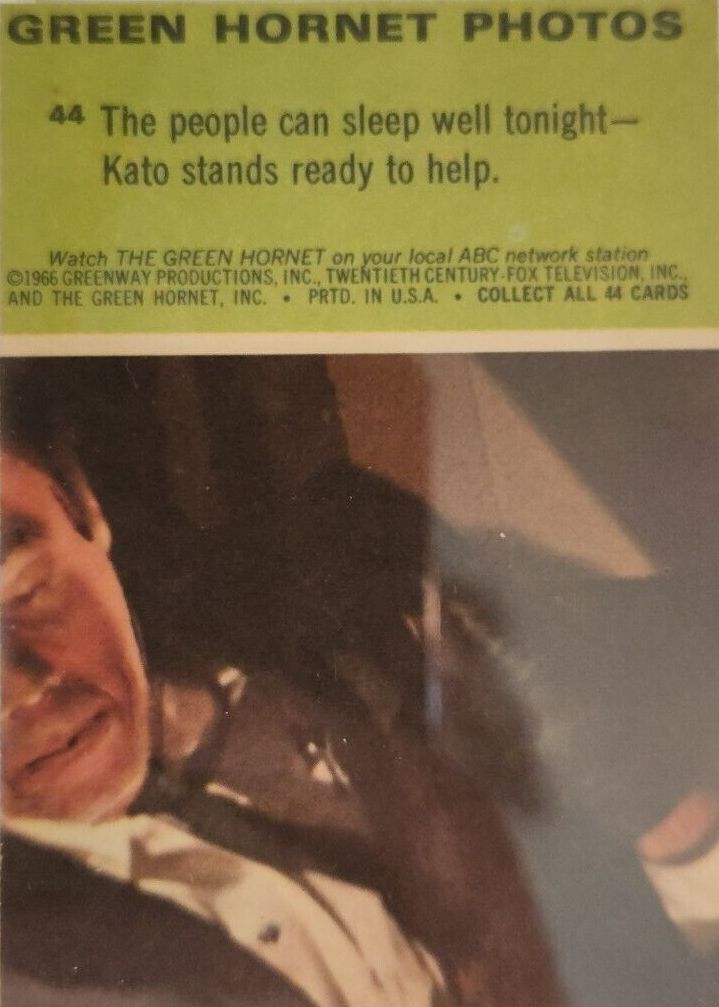 GREEN HORNET PHOTOS
44 The people can sleep well tonight—
Kato stands ready to help.
Watch THE GREEN HORNET on your local ABC network station
©1966 GREENWAY PRODUCTIONS, INC., TWENTIETH CENTURY-FOX TELEVISION, INC.,
AND THE GREEN HORNET, INC. • PRTD. IN U.S.A. • COLLECT ALL 44 CARDS